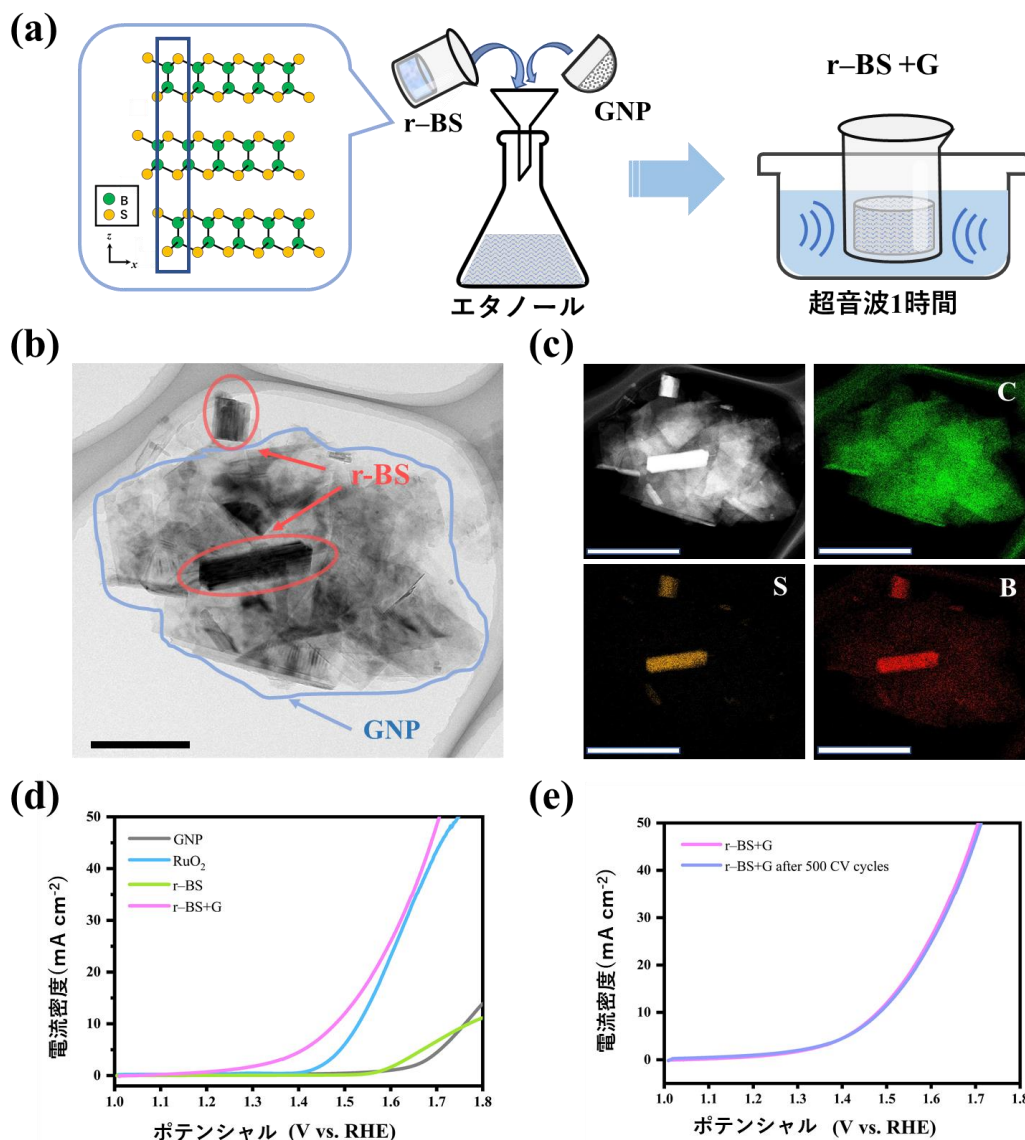 (a)
B
S
z
x
r–BS
GNP
エタノール
r–BS +G
超音波1時間
(b)
r-BS
GNP
(c)
C
S
B
(d)
50
40
30
20
10
0
1.0 1.1 1.2 1.3 1.4 1.5 1.6 1.7 1.8
GNP
RuO₂
r–BS
r–BS+G
電流密度(mA cm⁻²)
ポテンシャル (V vs. RHE)
(e)
50
40
30
20
10
0
1.0 1.1 1.2 1.3 1.4 1.5 1.6 1.7 1.8
r–BS+G
r–BS+G after 500 CV cycles
電流密度(mA cm⁻²)
ポテンシャル (V vs. RHE)